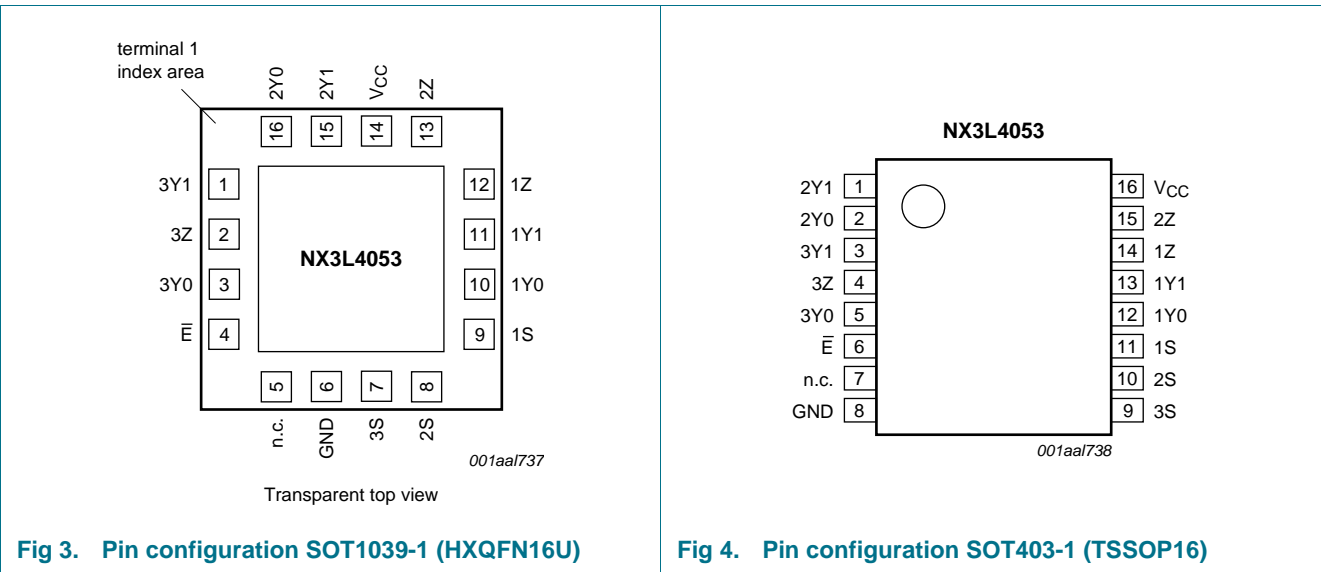 terminal 1
index area
2Y0
2Y1
VCC
2Z
16
15
14
13
3Y1 1
12 1Z
3Z 2
11 1Y1
NX3L4053
3Y0 3
10 1Y0
E̅ 4
9 1S
5
6
7
8
n.c.
GND
3S
2S
001aal737
Transparent top view
Fig 3. Pin configuration SOT1039-1 (HXQFN16U)
NX3L4053
2Y1 1
16 VCC
2Y0 2
15 2Z
3Y1 3
14 1Z
3Z 4
13 1Y1
3Y0 5
12 1Y0
E̅ 6
11 1S
n.c. 7
10 2S
GND 8
9 3S
001aal738
Fig 4. Pin configuration SOT403-1 (TSSOP16)